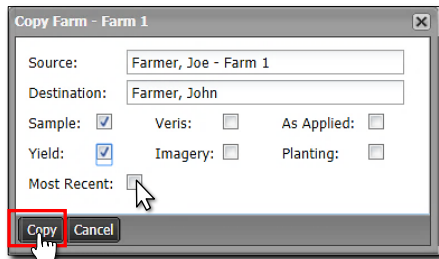 Copy Farm - Farm 1
Source: Farmer, Joe - Farm 1
Destination: Farmer, John
Sample: Veris: As Applied:
Yield: Imagery: Planting:
Most Recent:
Copy Cancel